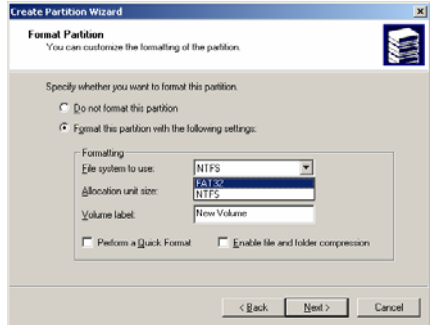 Create Partition Wizard
Format Partition
You can customize the formatting of the partition.
Specify whether you want to format this partition.
Do not format this partition
Format this partition with the following settings:
Formatting
File system to use:
NTFS
FAT32
NTFS
Allocation unit size:
Volume label:
New Volume
Perform a Quick Format
Enable file and folder compression
< Back
Next >
Cancel